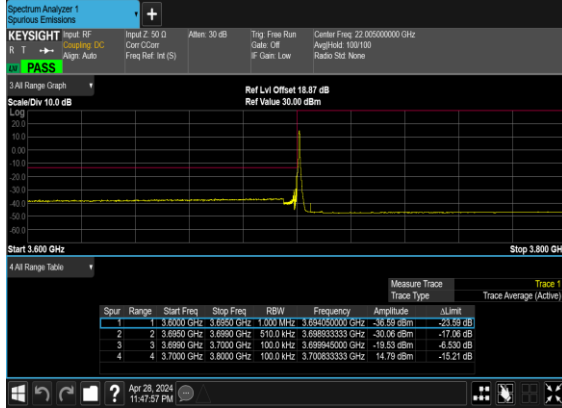 Spectrum Analyzer 1
Spurious Emissions
+
KEYSIGHT Input: RF Input Z: 50 Ω Atten: 30 dB Trig: Free Run Center Freq: 22.005000000 GHz
R T Coupling: DC Corr CCorr Gate: Off Avg|Hold: 100/100
Align: Auto Freq Ref: Int (S) IF Gain: Low Radio Std: None
PASS
3 All Range Graph
Ref Lvl Offset 18.87 dB
Scale/Div 10.0 dB Ref Value 30.00 dBm
Log
20.0
10.0
0.00
-10.0
-20.0
-30.0
-40.0
-50.0
-60.0
Start 3.600 GHz Stop 3.800 GH
4 All Range Table
Measure Trace Trace 1
Trace Type Trace Average (Active)
Spur Range Start Freq Stop Freq RBW Frequency Amplitude ΔLimit
1 1 3.6000 GHz 3.6950 GHz 1.000 MHz 3.694050000 GHz -36.59 dBm -23.59 dB
2 2 3.6950 GHz 3.6990 GHz 510.0 kHz 3.698933333 GHz -30.06 dBm -17.06 dB
3 3 3.6990 GHz 3.7000 GHz 100.0 kHz 3.699945000 GHz -19.53 dBm -6.530 dB
4 4 3.7000 GHz 3.8000 GHz 100.0 kHz 3.700833333 GHz 14.79 dBm -15.21 dB
? Apr 28, 2024
11:47:57 PM